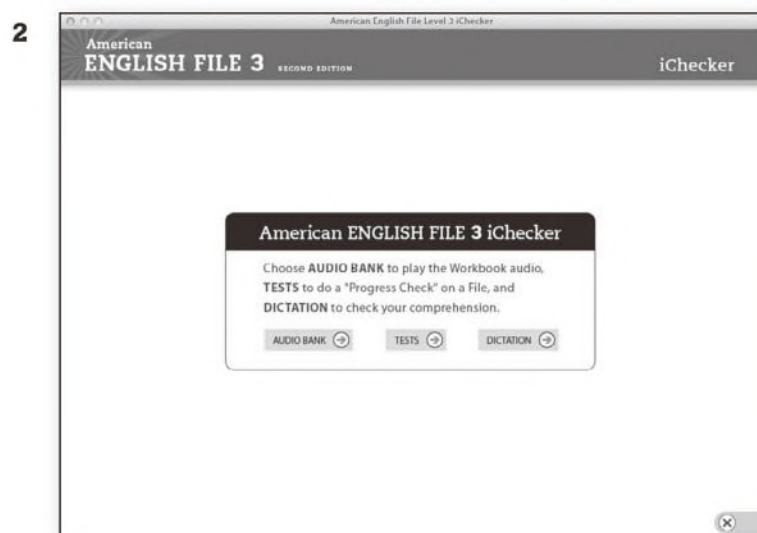 2
American English File Level 3 iChecker
American
ENGLISH FILE 3 SECOND EDITION
iChecker
American ENGLISH FILE 3 iChecker
Choose AUDIO BANK to play the Workbook audio,
TESTS to do a "Progress Check" on a File, and
DICTATION to check your comprehension.
AUDIO BANK TESTS DICTATION